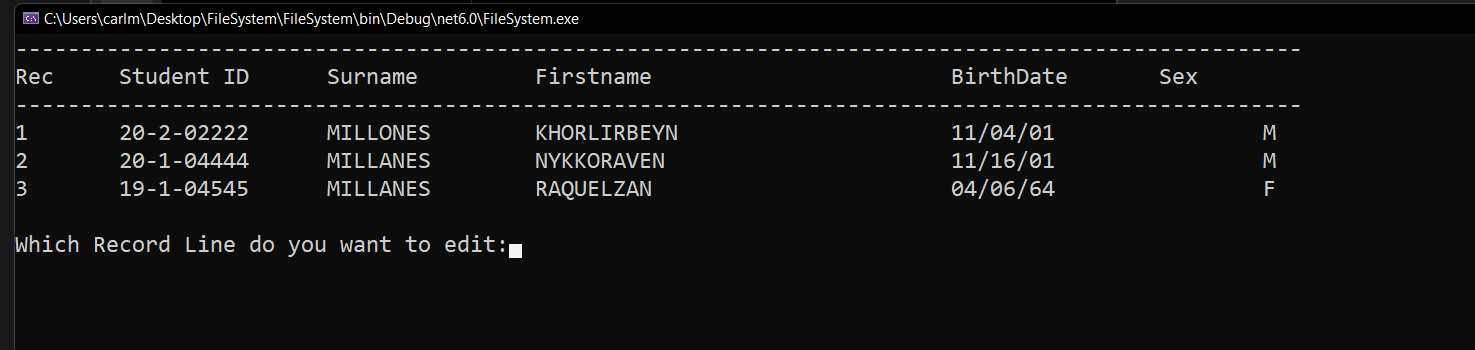 C:\Users\carlm\Desktop\FileSystem\FileSystem\bin\Debug\net6.0\FileSystem.exe
---------------------------------------------------------------------------------------------------
Rec Student ID Surname Firstname BirthDate Sex
---------------------------------------------------------------------------------------------------
1 20-2-02222 MILLONES KHORLIRBEYN 11/04/01 M
2 20-1-04444 MILLANES NYKKORAVEN 11/16/01 M
3 19-1-04545 MILLANES RAQUELZAN 04/06/64 F
Which Record Line do you want to edit: